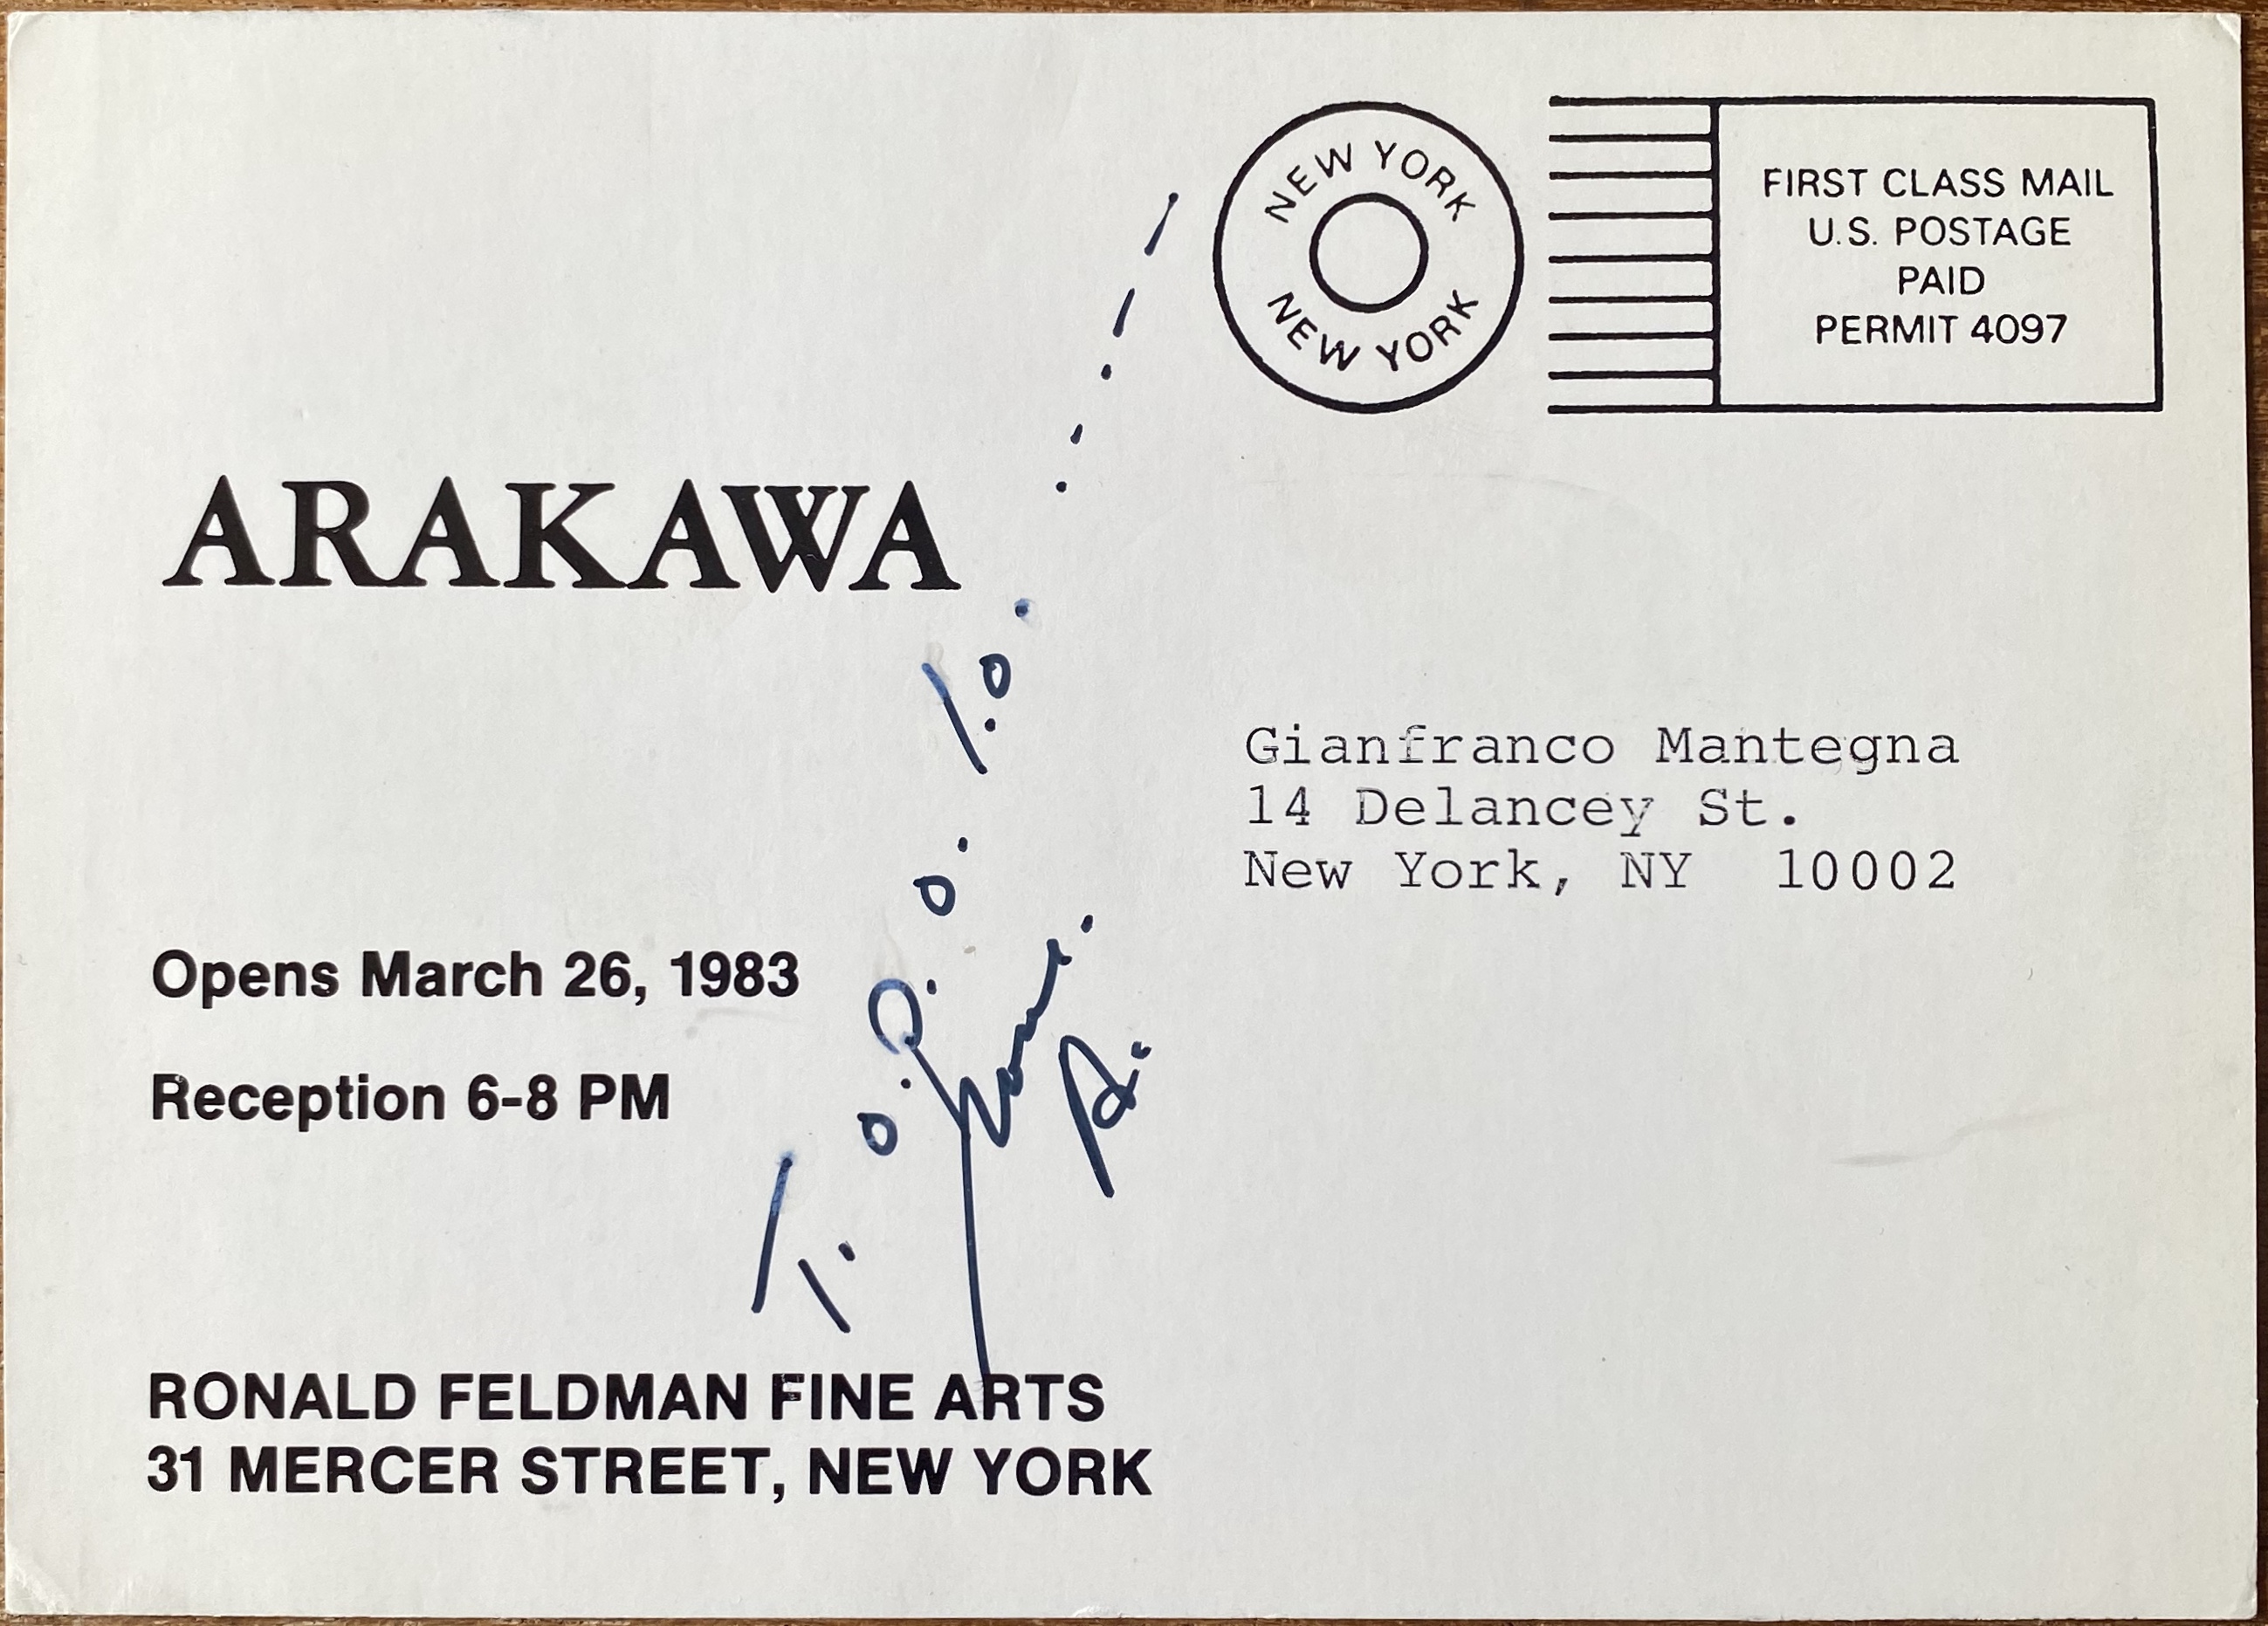 NEW YORK
NEW YORK
FIRST CLASS MAIL
U.S. POSTAGE
PAID
PERMIT 4097
ARAKAWA
Gianfranco Mantegna
14 Delancey St.
New York, NY 10002
Opens March 26, 1983
Reception 6-8 PM
RONALD FELDMAN FINE ARTS
31 MERCER STREET, NEW YORK